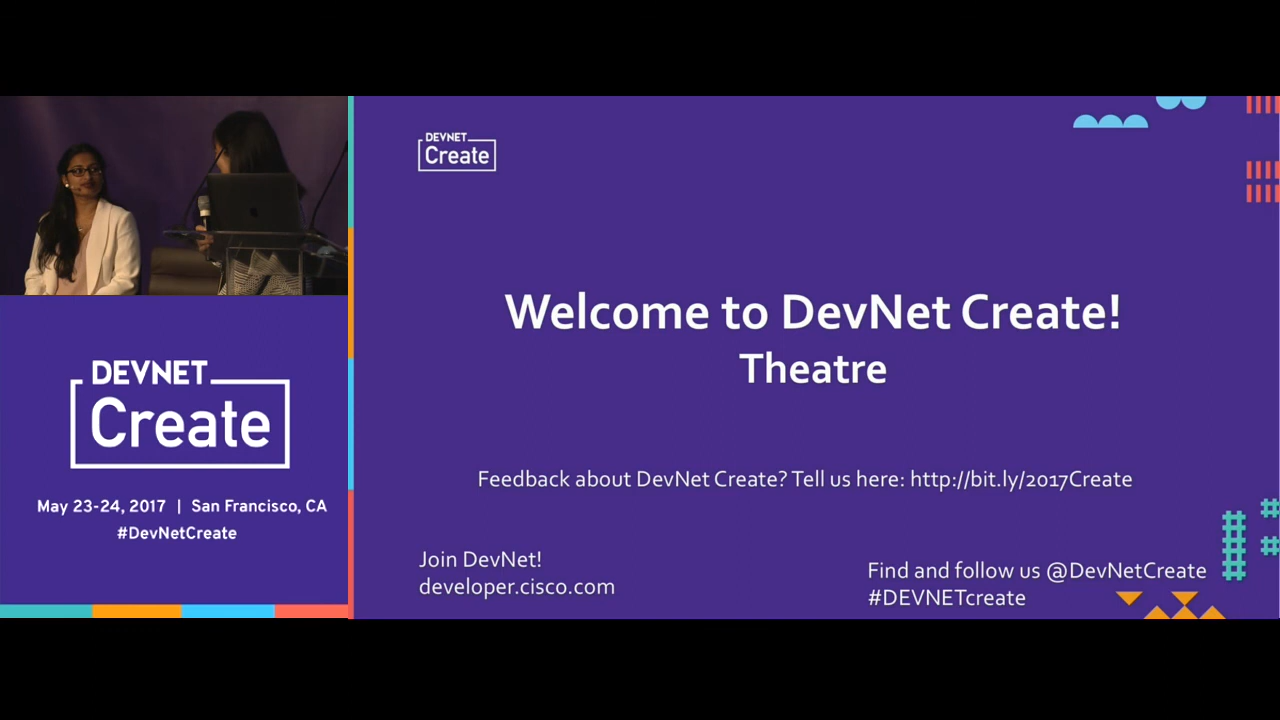 DEVNET
Create
May 23-24, 2017 | San Francisco, CA
#DevNetCreate
DEVNET
Create
Welcome to DevNet Create!
Theatre
Feedback about DevNet Create? Tell us here: http://bit.ly/2017Create
Join DevNet!
developer.cisco.com
Find and follow us @DevNetCreate
#DEVNETcreate